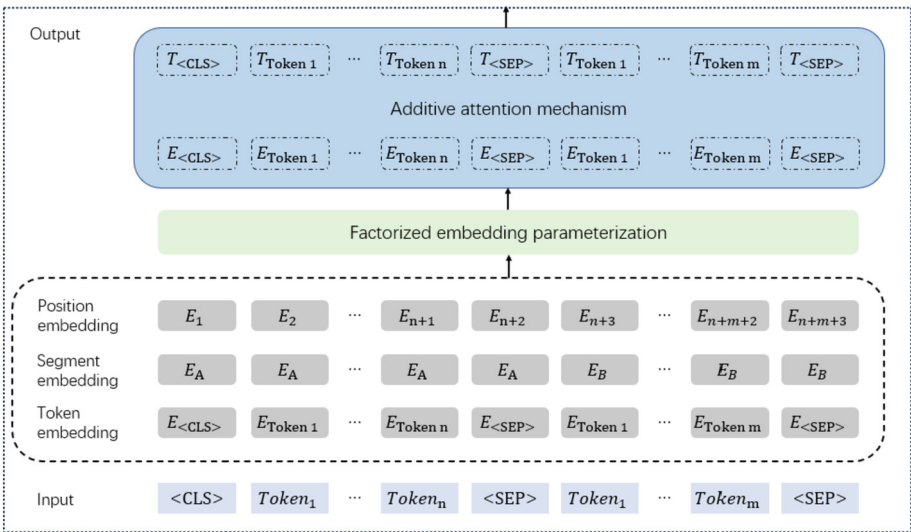 Output
T<CLS> T Token 1 ... T Token n T<SEP> T Token 1 ... T Token m T<SEP>
Additive attention mechanism
E<CLS> E Token 1 ... E Token n E<SEP> E Token 1 ... E Token m E<SEP>
Factorized embedding parameterization
Position
embedding
E1 E2 ... En+1 En+2 En+3 ... En+m+2 En+m+3
Segment
embedding
EA EA ... EA EA EB ... EB EB
Token
embedding
E<CLS> E Token 1 ... E Token n E<SEP> E Token 1 ... E Token m E<SEP>
Input <CLS> Token1 ... Tokenn <SEP> Token1 ... Tokenm <SEP>